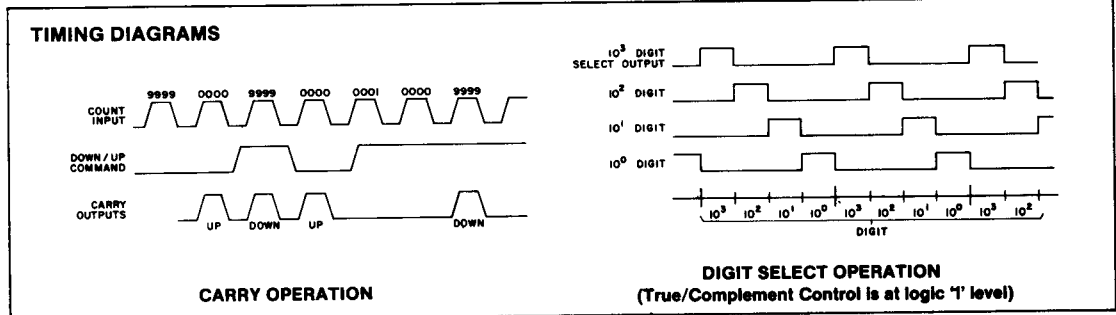 TIMING DIAGRAMS
9999 0000 9999 0000 0001 0000 9999
COUNT
INPUT
DOWN/UP
COMMAND
CARRY
OUTPUTS
UP DOWN UP DOWN
CARRY OPERATION
10³ DIGIT
SELECT OUTPUT
10² DIGIT
10¹ DIGIT
10⁰ DIGIT
10³ 10² 10¹ 10⁰ 10³ 10² 10¹ 10⁰ 10³ 10²
DIGIT
DIGIT SELECT OPERATION
(True/Complement Control is at logic '1' level)